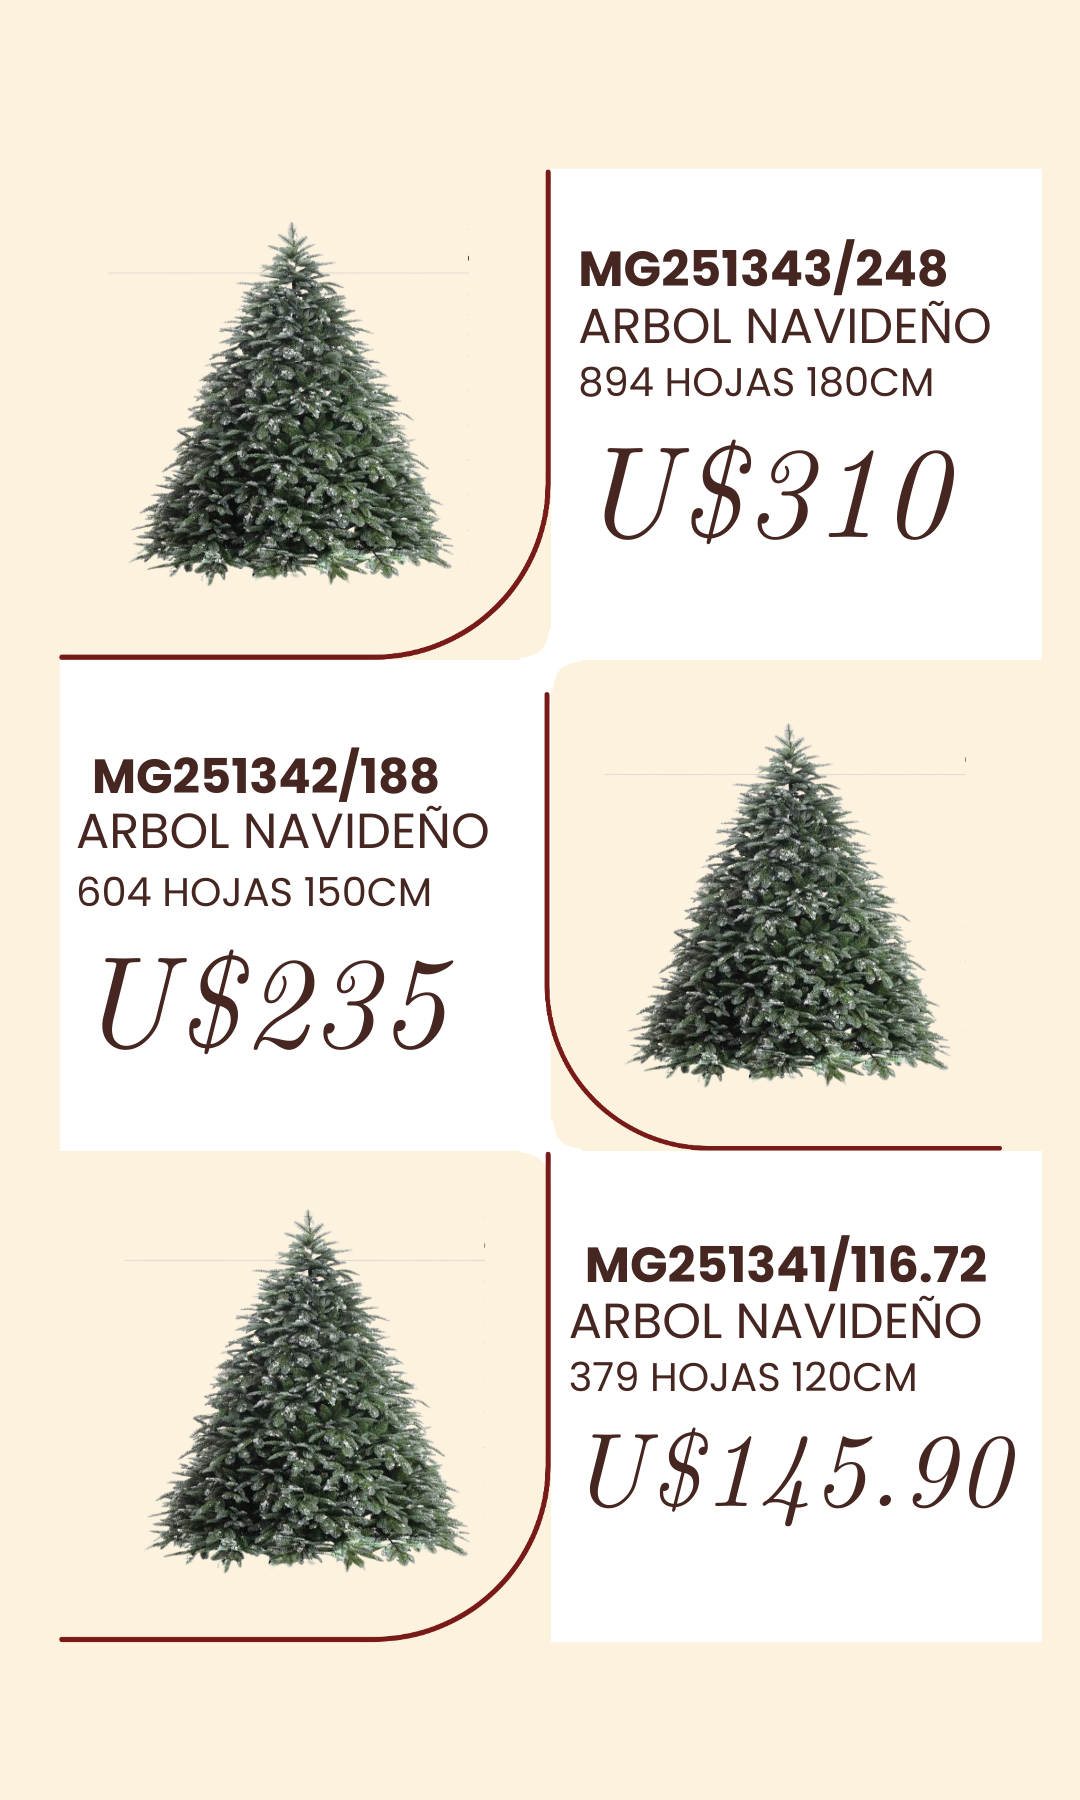 MG251343/248
ARBOL NAVIDEÑO
894 HOJAS 180CM
U$310
MG251342/188
ARBOL NAVIDEÑO
604 HOJAS 150CM
U$235
MG251341/116.72
ARBOL NAVIDEÑO
379 HOJAS 120CM
U$145.90